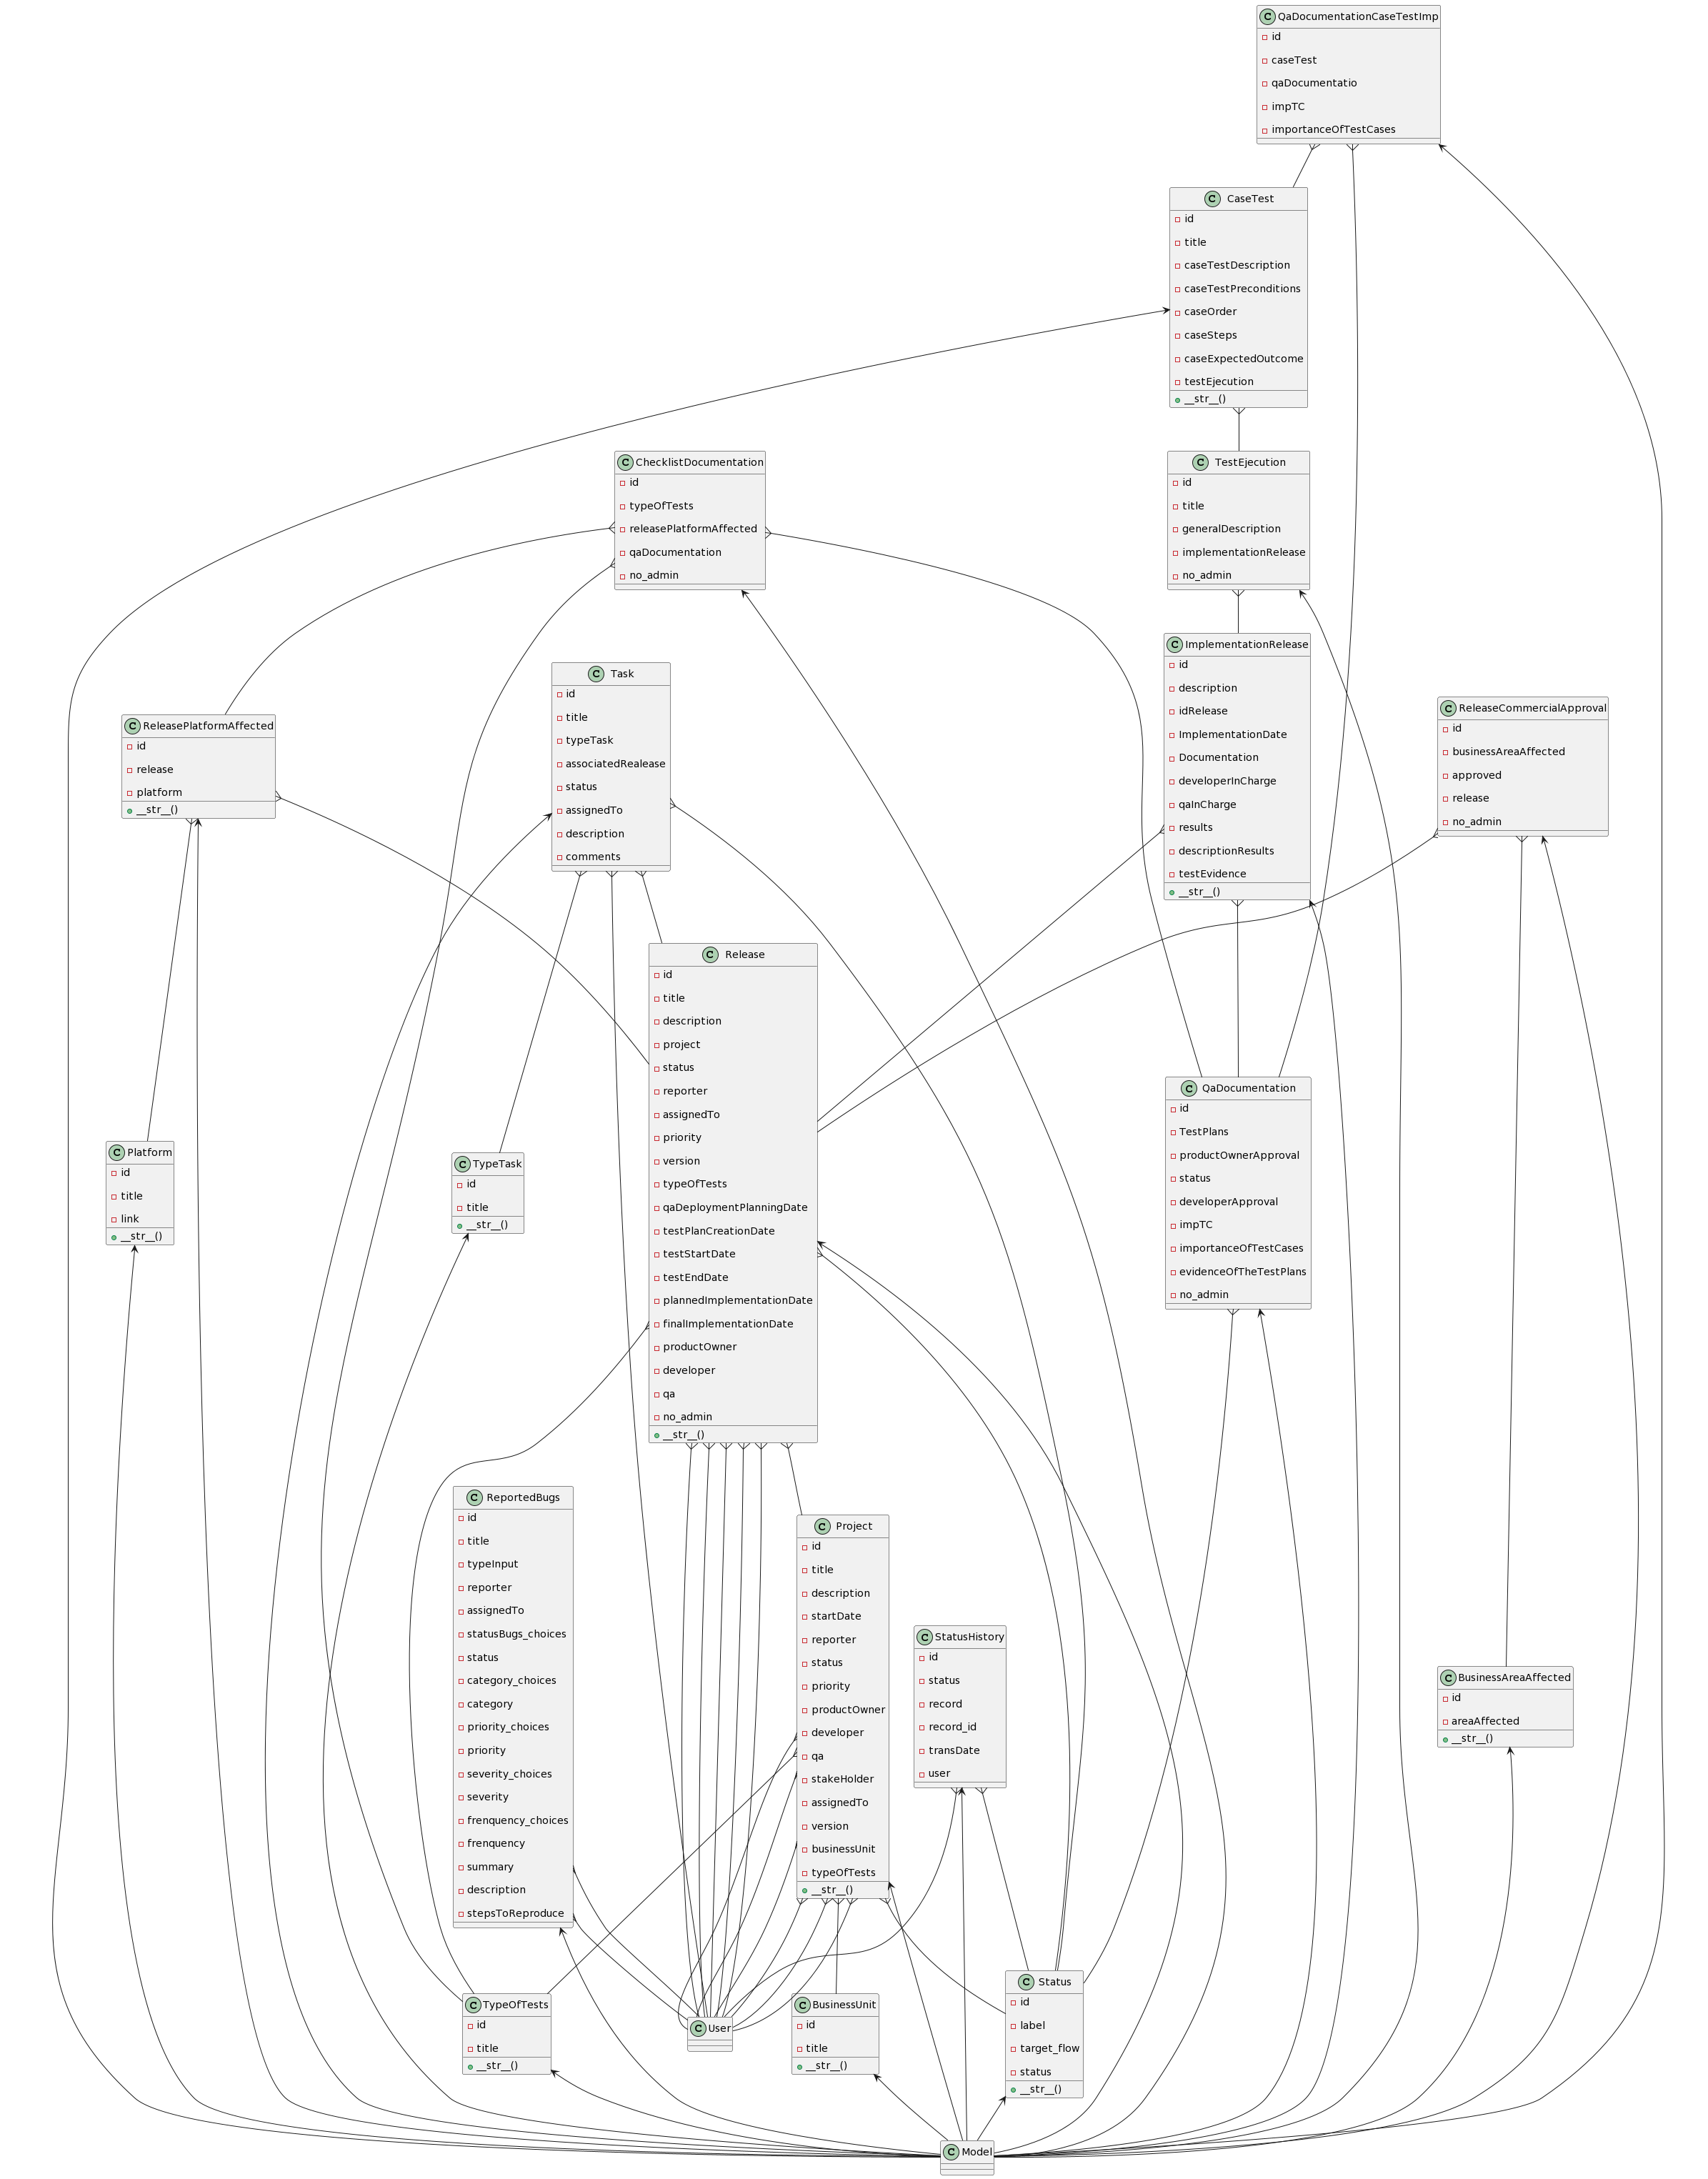 C QaDocumentationCaseTestImp
id
caseTest
qaDocumentatio
impTC
importanceOfTestCases
C CaseTest
id
title
caseTestDescription
caseTestPreconditions
caseOrder
caseSteps
caseExpectedOutcome
testEjecution
__str__()
C ChecklistDocumentation
id
typeOfTests
releasePlatformAffected
qaDocumentation
no_admin
C TestEjecution
id
title
generalDescription
implementationRelease
no_admin
C ImplementationRelease
id
description
idRelease
ImplementationDate
Documentation
developerInCharge
qaInCharge
results
descriptionResults
testEvidence
__str__()
C Task
id
title
typeTask
associatedRealease
status
assignedTo
description
comments
C ReleaseCommercialApproval
id
businessAreaAffected
approved
release
no_admin
C ReleasePlatformAffected
id
release
platform
__str__()
C Release
id
title
description
project
status
reporter
assignedTo
priority
version
typeOfTests
qaDeploymentPlanningDate
testPlanCreationDate
testStartDate
testEndDate
plannedImplementationDate
finalImplementationDate
productOwner
developer
qa
no_admin
__str__()
C QaDocumentation
id
TestPlans
productOwnerApproval
status
developerApproval
impTC
importanceOfTestCases
evidenceOfTheTestPlans
no_admin
C Platform
id
title
link
__str__()
C TypeTask
id
title
__str__()
C ReportedBugs
id
title
typeInput
reporter
assignedTo
statusBugs_choices
status
category_choices
category
priority_choices
priority
severity_choices
severity
frenquency_choices
frenquency
summary
description
stepsToReproduce
C Project
id
title
description
startDate
reporter
status
priority
productOwner
developer
qa
stakeHolder
assignedTo
version
businessUnit
typeOfTests
__str__()
C StatusHistory
id
status
record
record_id
transDate
user
C BusinessAreaAffected
id
areaAffected
__str__()
C TypeOfTests
id
title
__str__()
C User
C BusinessUnit
id
title
__str__()
C Status
id
label
target_flow
status
__str__()
C Model